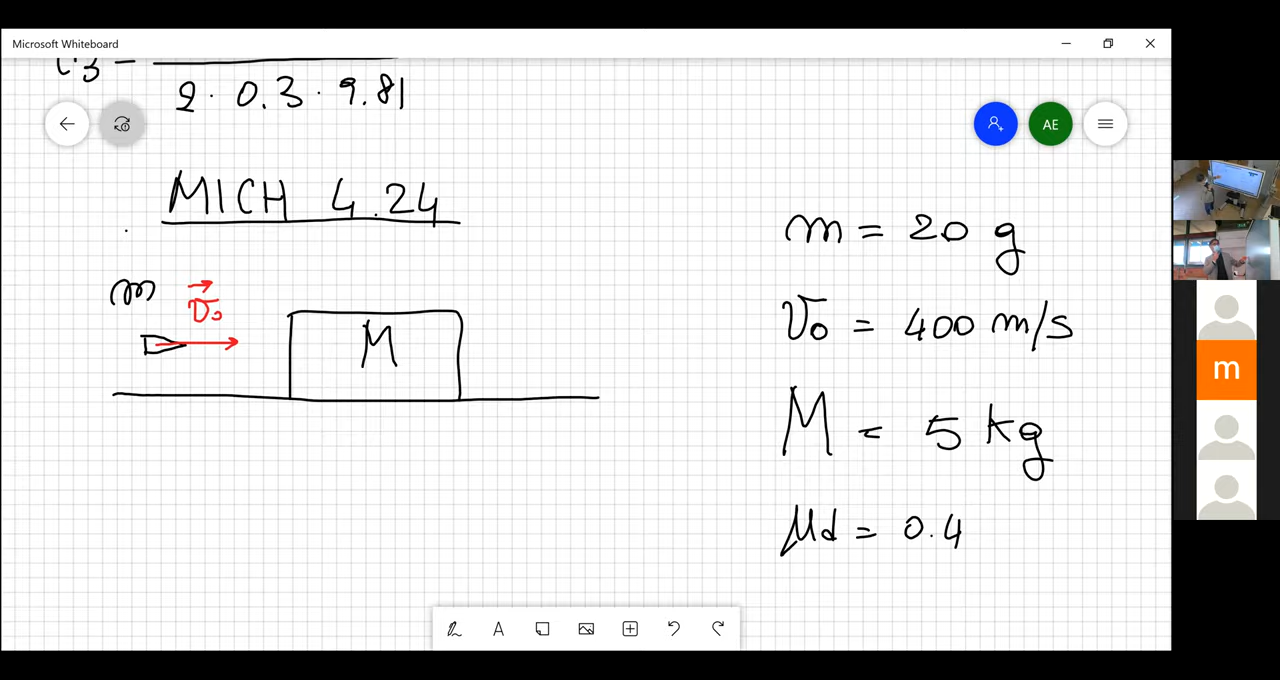 Microsoft Whiteboard
2 · 0.3 · 9.81
AE
MICH 4.24
m = 20 g
m
v₀
v₀ = 400 m/s
M
m
M = 5 kg
μd = 0.4
A